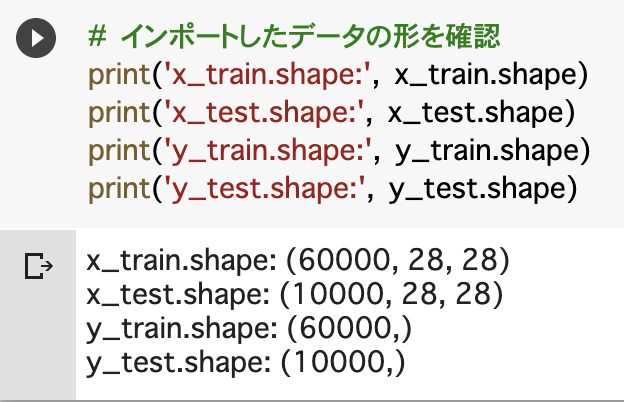 # インポートしたデータの形を確認
print('x_train.shape:', x_train.shape)
print('x_test.shape:', x_test.shape)
print('y_train.shape:', y_train.shape)
print('y_test.shape:', y_test.shape)
x_train.shape: (60000, 28, 28)
x_test.shape: (10000, 28, 28)
y_train.shape: (60000,)
y_test.shape: (10000,)